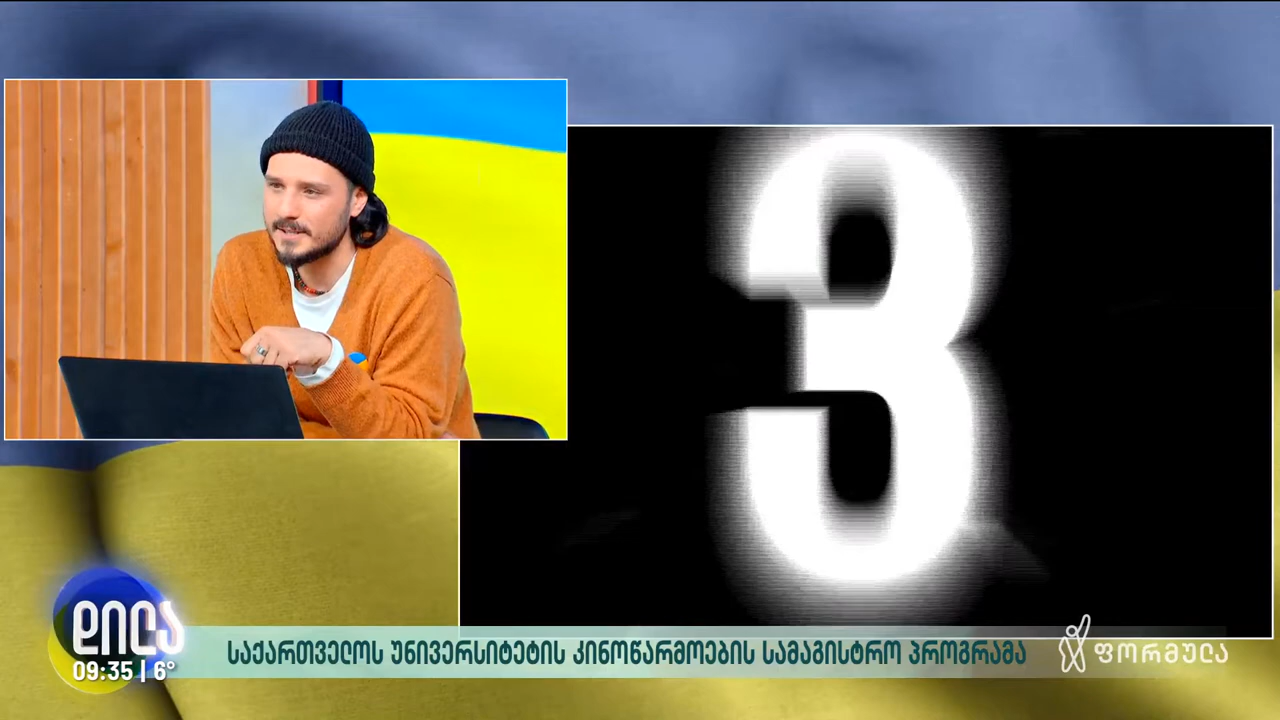 3
დილა
09:35 | 6°
საქართველოს უნივერსიტეტის კინოწარმოების სამაგისტრო პროგრამა
ფორმულა